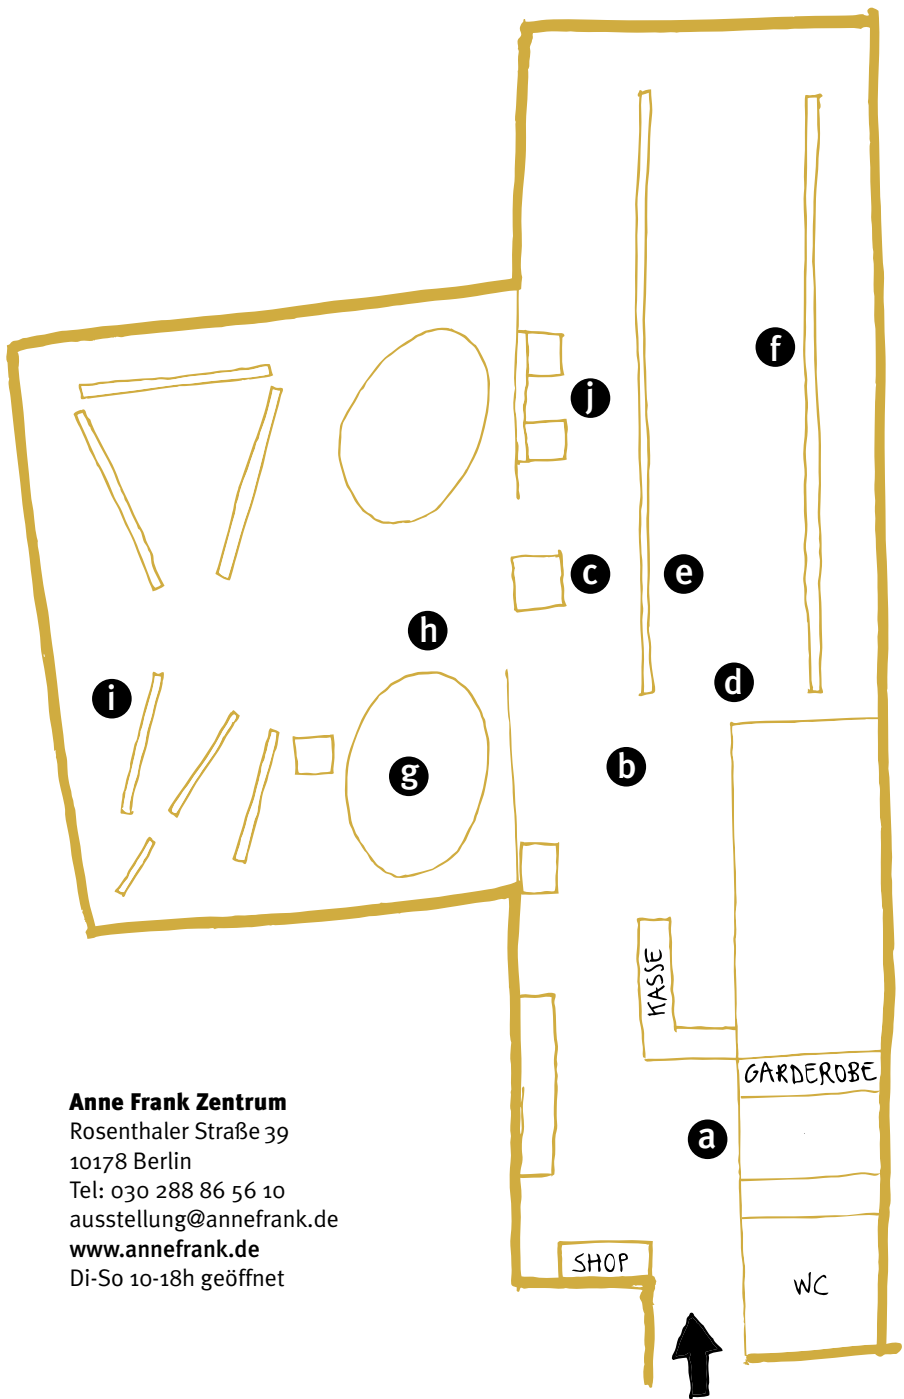 f
j
c
e
h
d
i
b
g
KASSE
GARDEROBE
a
Anne Frank Zentrum
Rosenthaler Straße 39
10178 Berlin
Tel: 030 288 86 56 10
ausstellung@annefrank.de
www.annefrank.de
Di-So 10-18h geöffnet
SHOP
WC